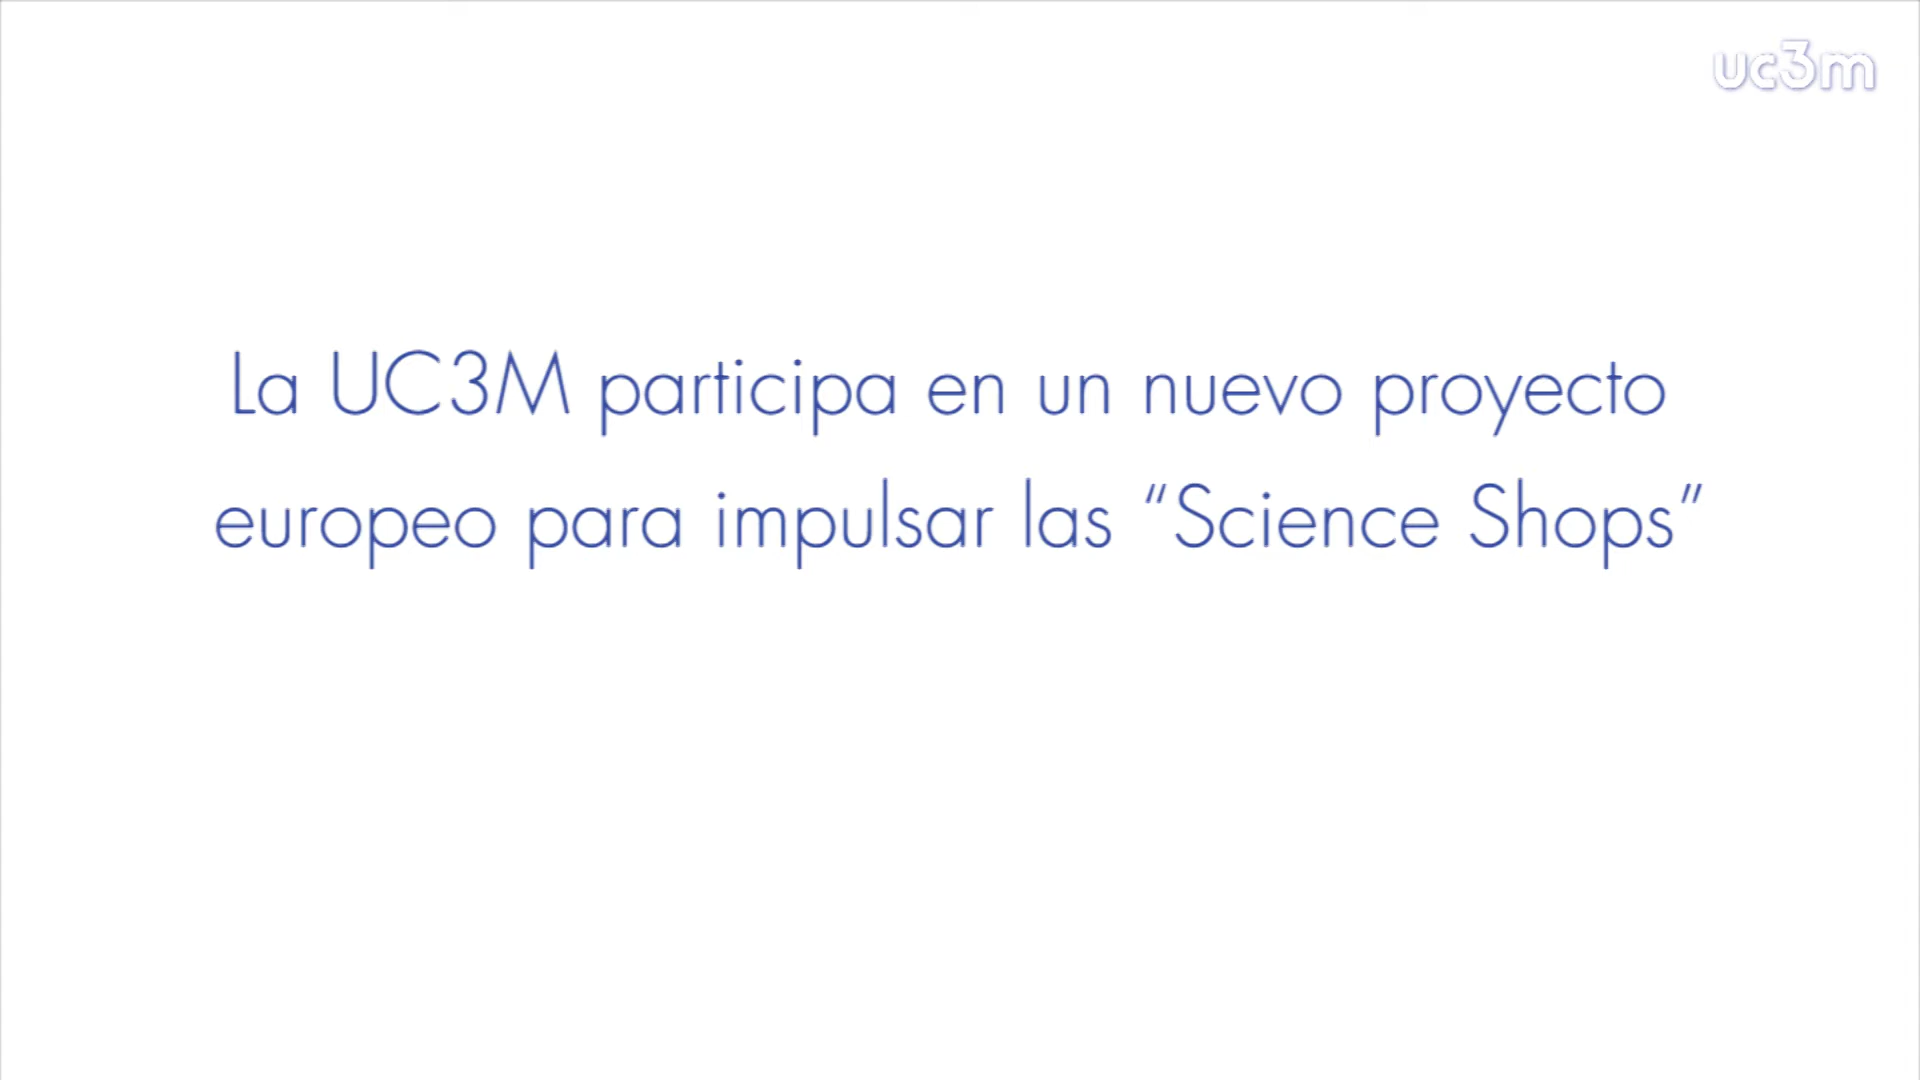 uc3m
La UC3M participa en un nuevo proyecto
europeo para impulsar las “Science Shops”